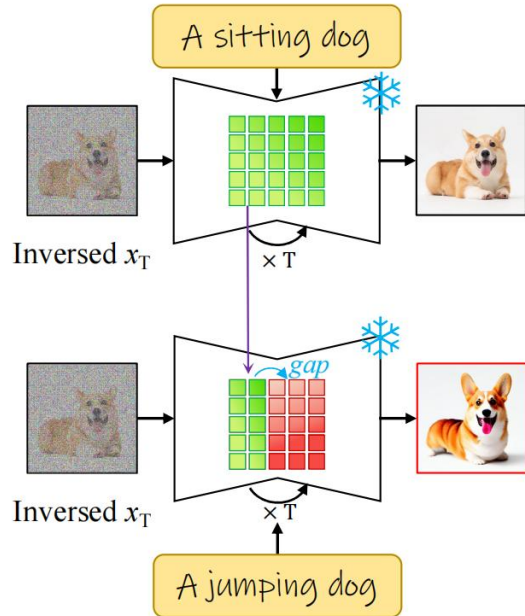 A sitting dog
Inversed x_T
× T
gap
Inversed x_T
× T
A jumping dog